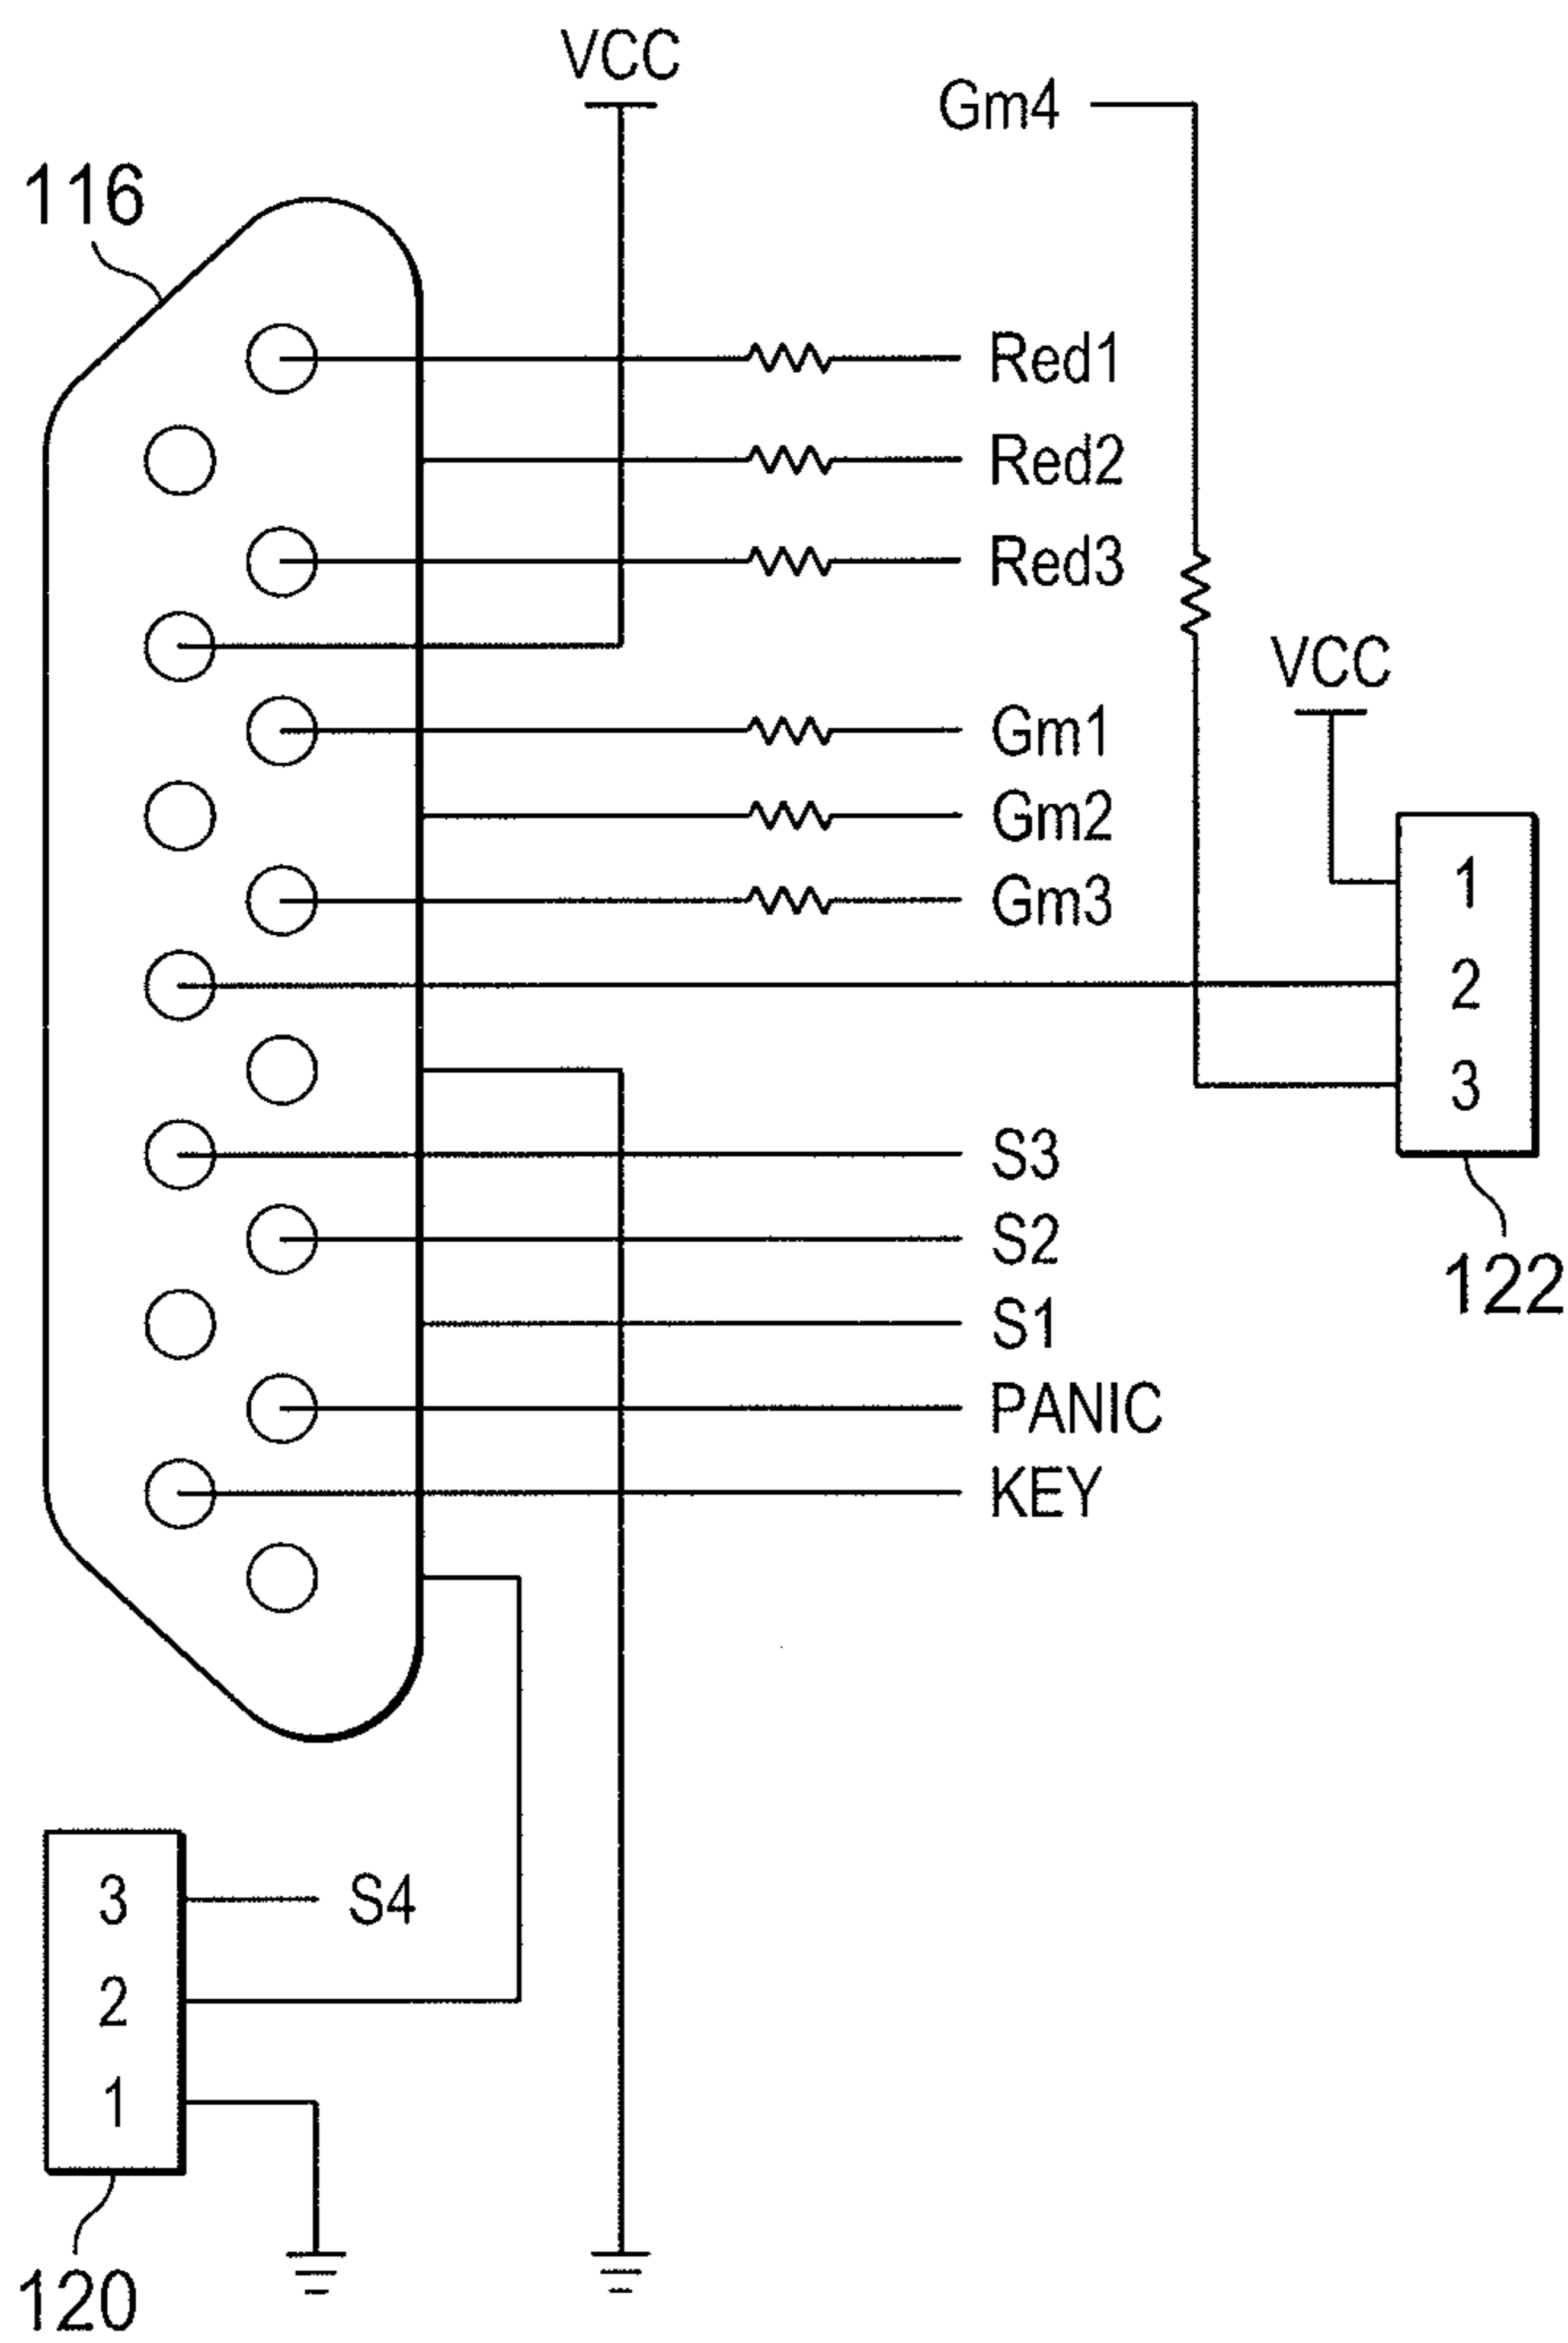 VCC
Gm4
116
Red1
Red2
Red3
VCC
Gm1
Gm2
Gm3
1
2
3
S3
S2
S1
122
PANIC
KEY
3
S4
2
1
120